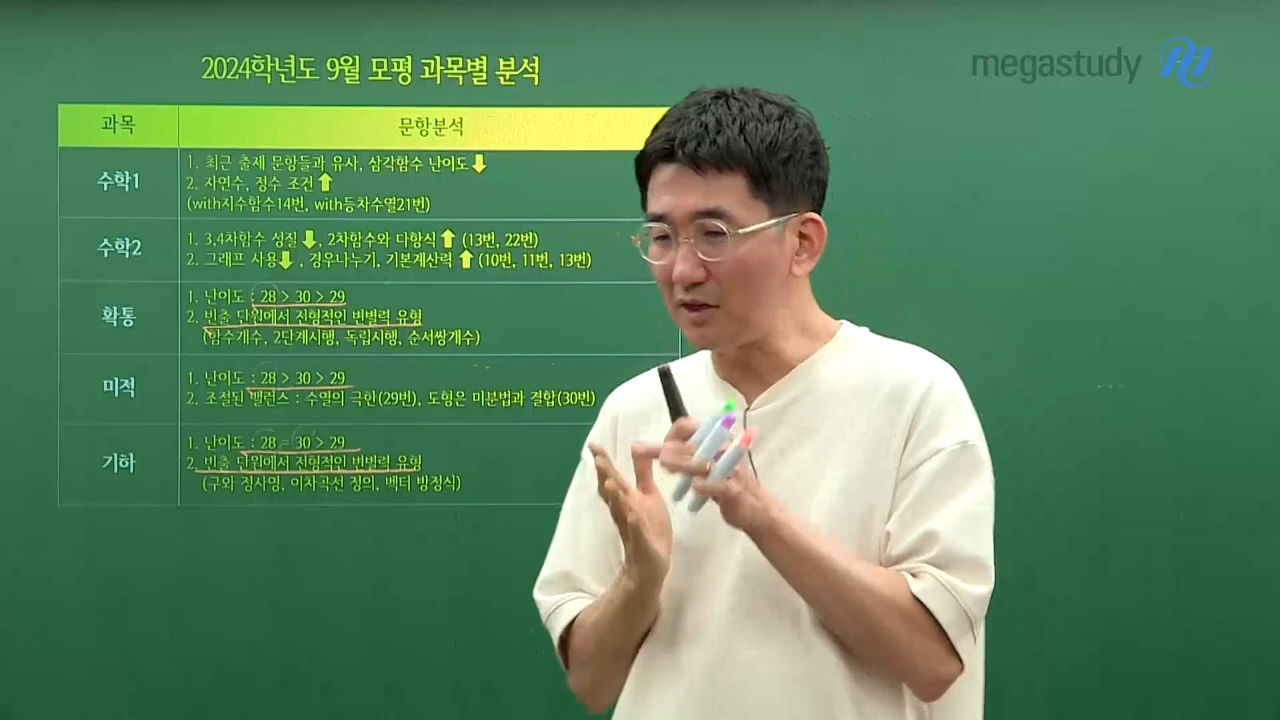 2024학년도 9월 모평 과목별 분석
megastudy
과목 문항분석
수학1
1. 최근 출제 문항들과 유사, 삼각함수 난이도⬇
2. 자연수, 정수 조건⬆
(with지수함수14번, with등차수열21번)
수학2
1. 3,4차함수 성질⬇, 2차함수와 다항식⬆(13번, 22번)
2. 그래프 사용⬇, 경우나누기, 기본계산력⬆(10번, 11번, 13번)
확통
1. 난이도 : 28 > 30 > 29
2. 빈출 단원에서 전형적인 변별력 유형
(함수개수, 2단계시행, 독립시행, 순서쌍개수)
미적
1. 난이도 : 28 > 30 > 29
2. 조절된 밸런스 : 수열의 극한(29번), 도형은 미분법과 결합(30번)
기하
1. 난이도 : 28 = 30 > 29
2. 빈출 단원에서 전형적인 변별력 유형
(구와 정사영, 이차곡선 정의, 벡터 방정식)